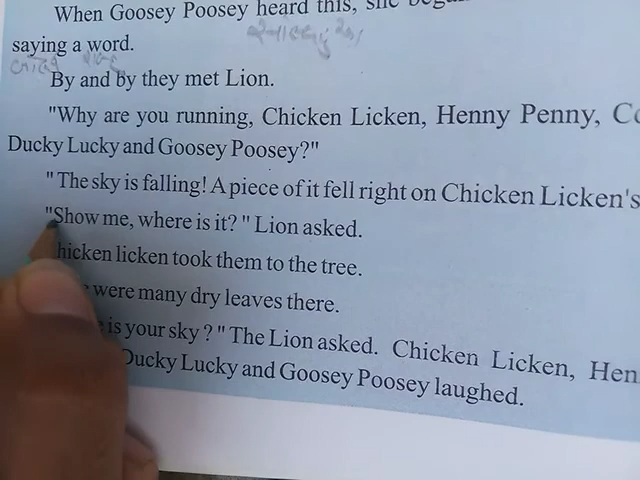 When Goosey Poosey heard this, she
saying a word.
By and by they met Lion.
"Why are you running, Chicken Licken, Henny Penny,
Ducky Lucky and Goosey Poosey?"
"The sky is falling! A piece of it fell right on Chicken Licken's
"Show me, where is it?" Lion asked.
hicken licken took them to the tree.
were many dry leaves there.
is your sky?" The Lion asked. Chicken Licken, Hen
Ducky Lucky and Goosey Poosey laughed.